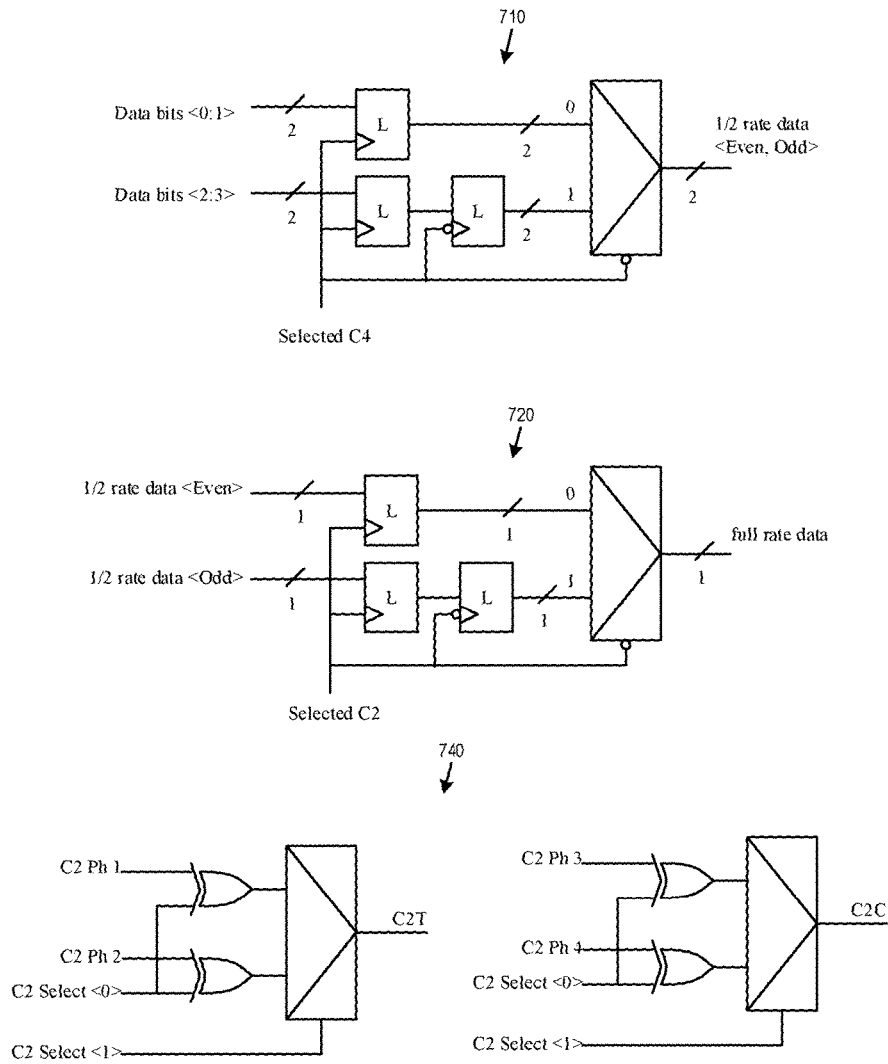 710
Data bits <0:1>
2
L
2
0
1/2 rate data
<Even, Odd>
2
Data bits <2:3>
2
L
L
2
1
Selected C4
720
1/2 rate data <Even>
1
L
1
0
full rate data
1
1/2 rate data <Odd>
1
L
L
1
1
Selected C2
740
C2 Ph 1
C2T
C2 Ph 2
C2 Select <0>
C2 Select <1>
C2 Ph 3
C2C
C2 Ph 4
C2 Select <0>
C2 Select <1>